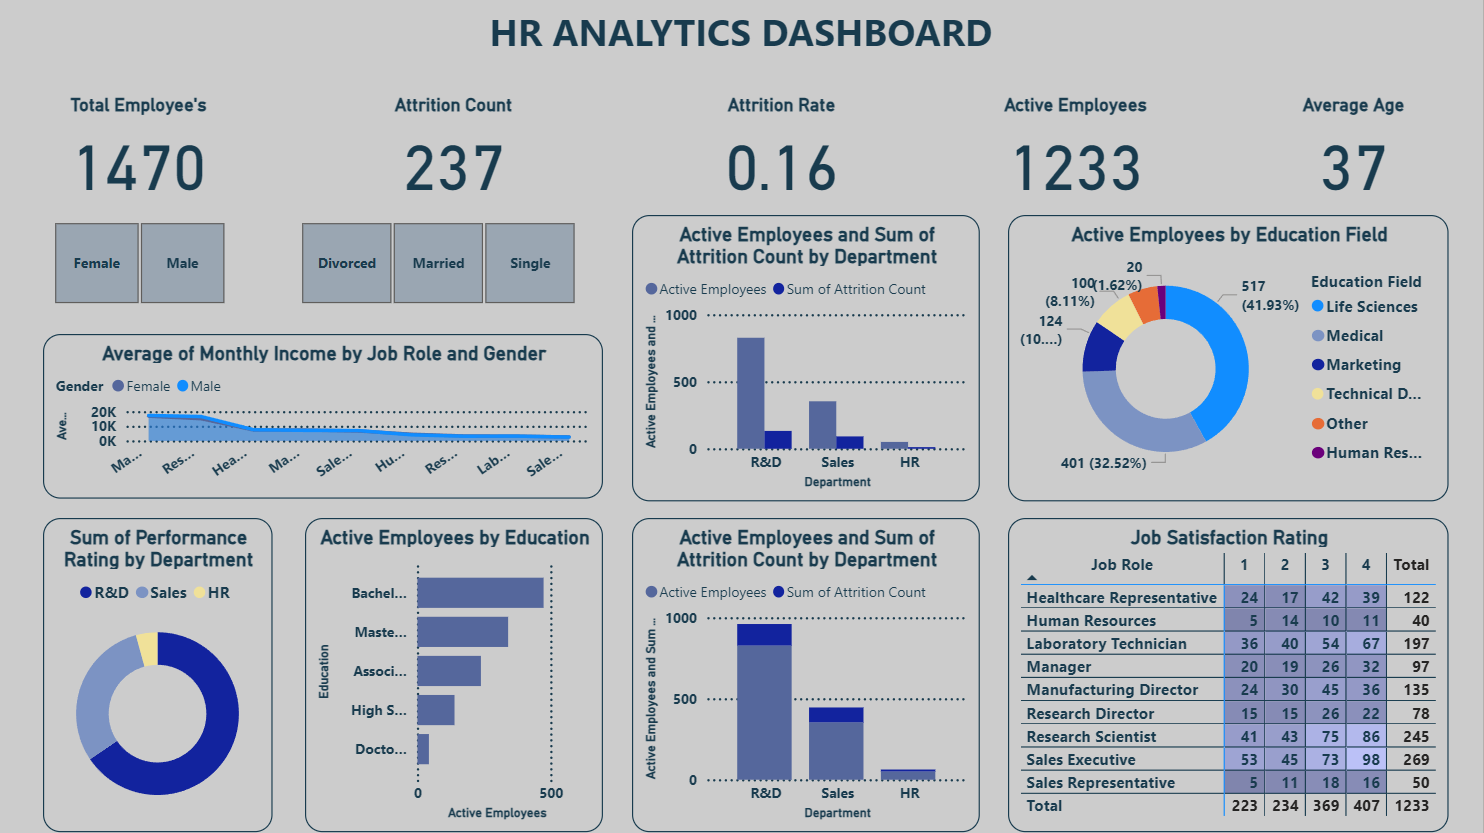 HR ANALYTICS DASHBOARD
Total Employee's
Attrition Count
Attrition Rate
Active Employees
Average Age
1470
237
0.16
1233
37
Female
Male
Divorced
Married
Single
Average of Monthly Income by Job Role and Gender
Gender Female Male
Ave...
20K
10K
0K
Ma... Res... Hea... Ma... Sale... Hu... Res... Lab... Sale...
Active Employees and Sum of
Attrition Count by Department
Active Employees Sum of Attrition Count
Active Employees and ...
1000
500
0
R&D Sales HR
Department
Active Employees by Education Field
20
(1.62%)
100
(8.11%)
124
(10....)
517
(41.93%)
401 (32.52%)
Education Field
Life Sciences
Medical
Marketing
Technical D...
Other
Human Res...
Sum of Performance
Rating by Department
R&D Sales HR
Active Employees by Education
Education
Bachel...
Maste...
Associ...
High S...
Docto...
0 500
Active Employees
Active Employees and Sum of
Attrition Count by Department
Active Employees Sum of Attrition Count
Active Employees and Sum ...
1000
500
0
R&D Sales HR
Department
Job Satisfaction Rating
Job Role 1 2 3 4 Total
Healthcare Representative 24 17 42 39 122
Human Resources 5 14 10 11 40
Laboratory Technician 36 40 54 67 197
Manager 20 19 26 32 97
Manufacturing Director 24 30 45 36 135
Research Director 15 15 26 22 78
Research Scientist 41 43 75 86 245
Sales Executive 53 45 73 98 269
Sales Representative 5 11 18 16 50
Total 223 234 369 407 1233